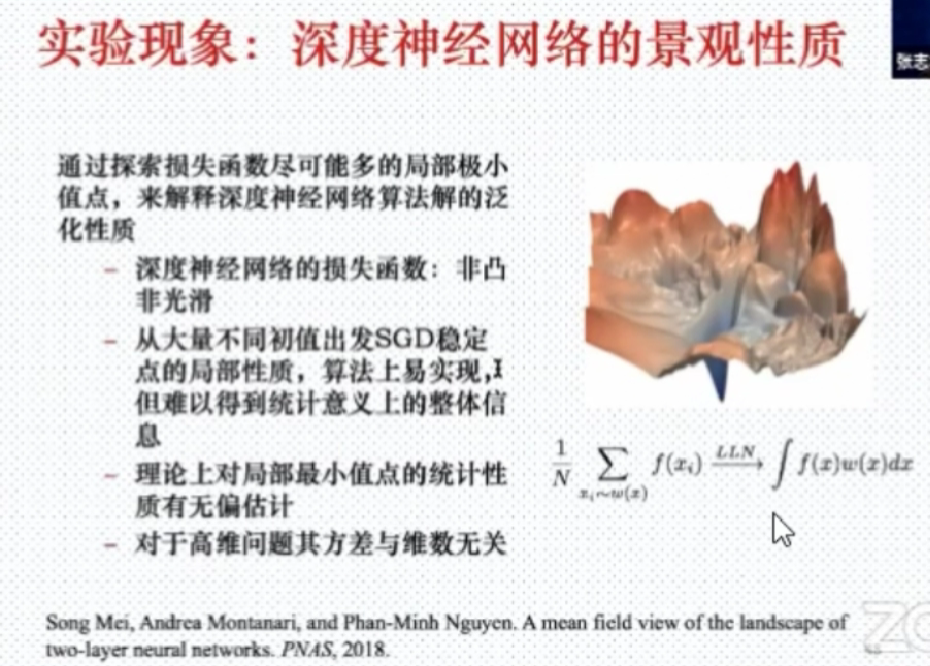 实验现象：深度神经网络的景观性质
张志
通过探索损失函数尽可能多的局部极小
值点，来解释深度神经网络算法解的泛
化性质
– 深度神经网络的损失函数：非凸
非光滑
– 从大量不同初值出发SGD稳定
点的局部性质，算法上易实现,
但难以得到统计意义上的整体信
息
– 理论上对局部最小值点的统计性
质有无偏估计
– 对于高维问题其方差与维数无关
1/N ∑_{x_i∼w(x)} f(x_i) \xrightarrow{LLN} ∫ f(x)w(x)dx
Song Mei, Andrea Montanari, and Phan-Minh Nguyen. A mean field view of the landscape of
two-layer neural networks. PNAS, 2018.